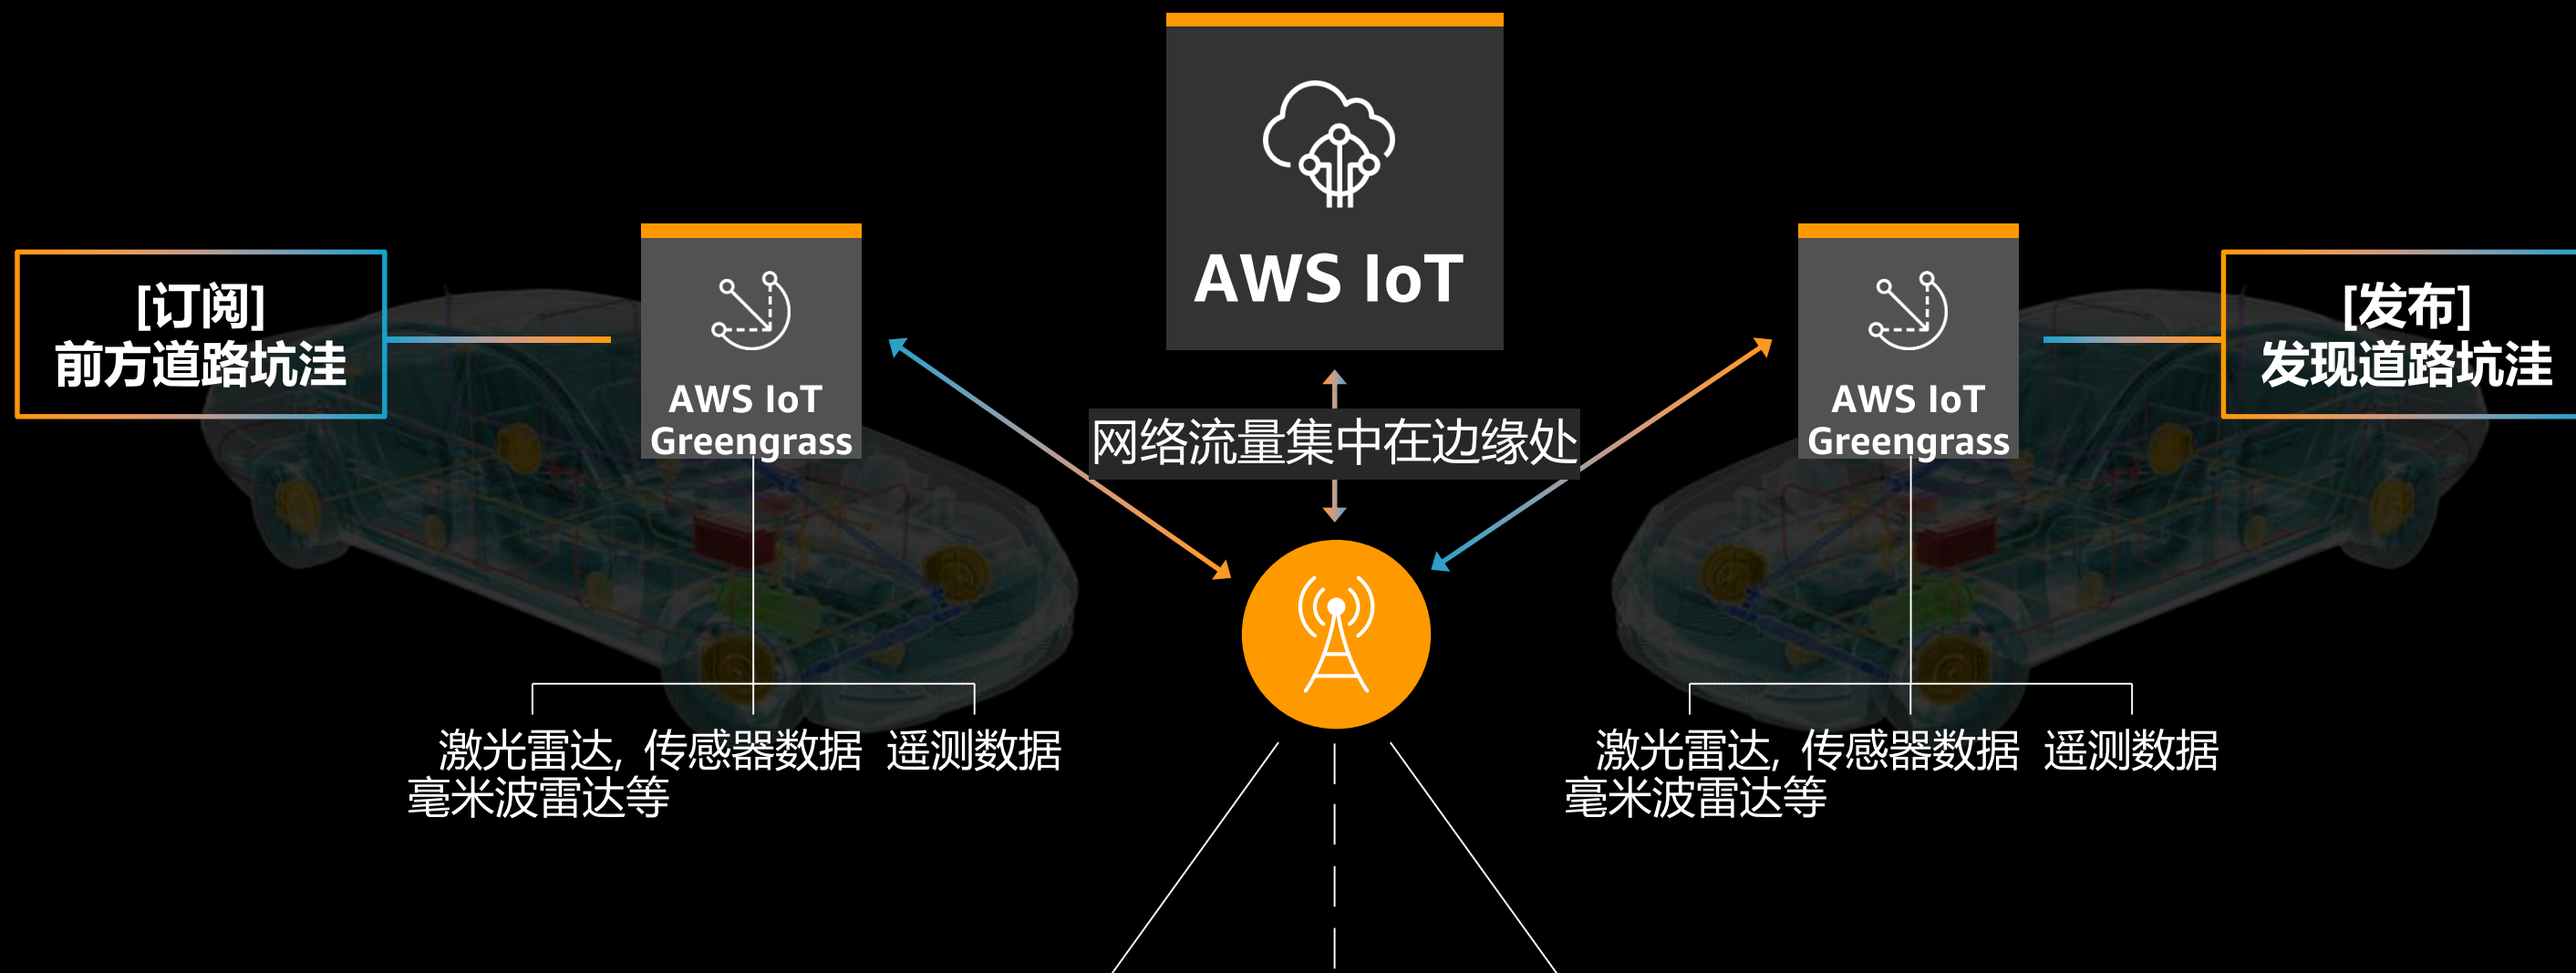 AWS IoT
[订阅]
前方道路坑洼
AWS IoT
Greengrass
网络流量集中在边缘处
AWS IoT
Greengrass
[发布]
发现道路坑洼
激光雷达,
毫米波雷达等
传感器数据
遥测数据
激光雷达,
毫米波雷达等
传感器数据
遥测数据